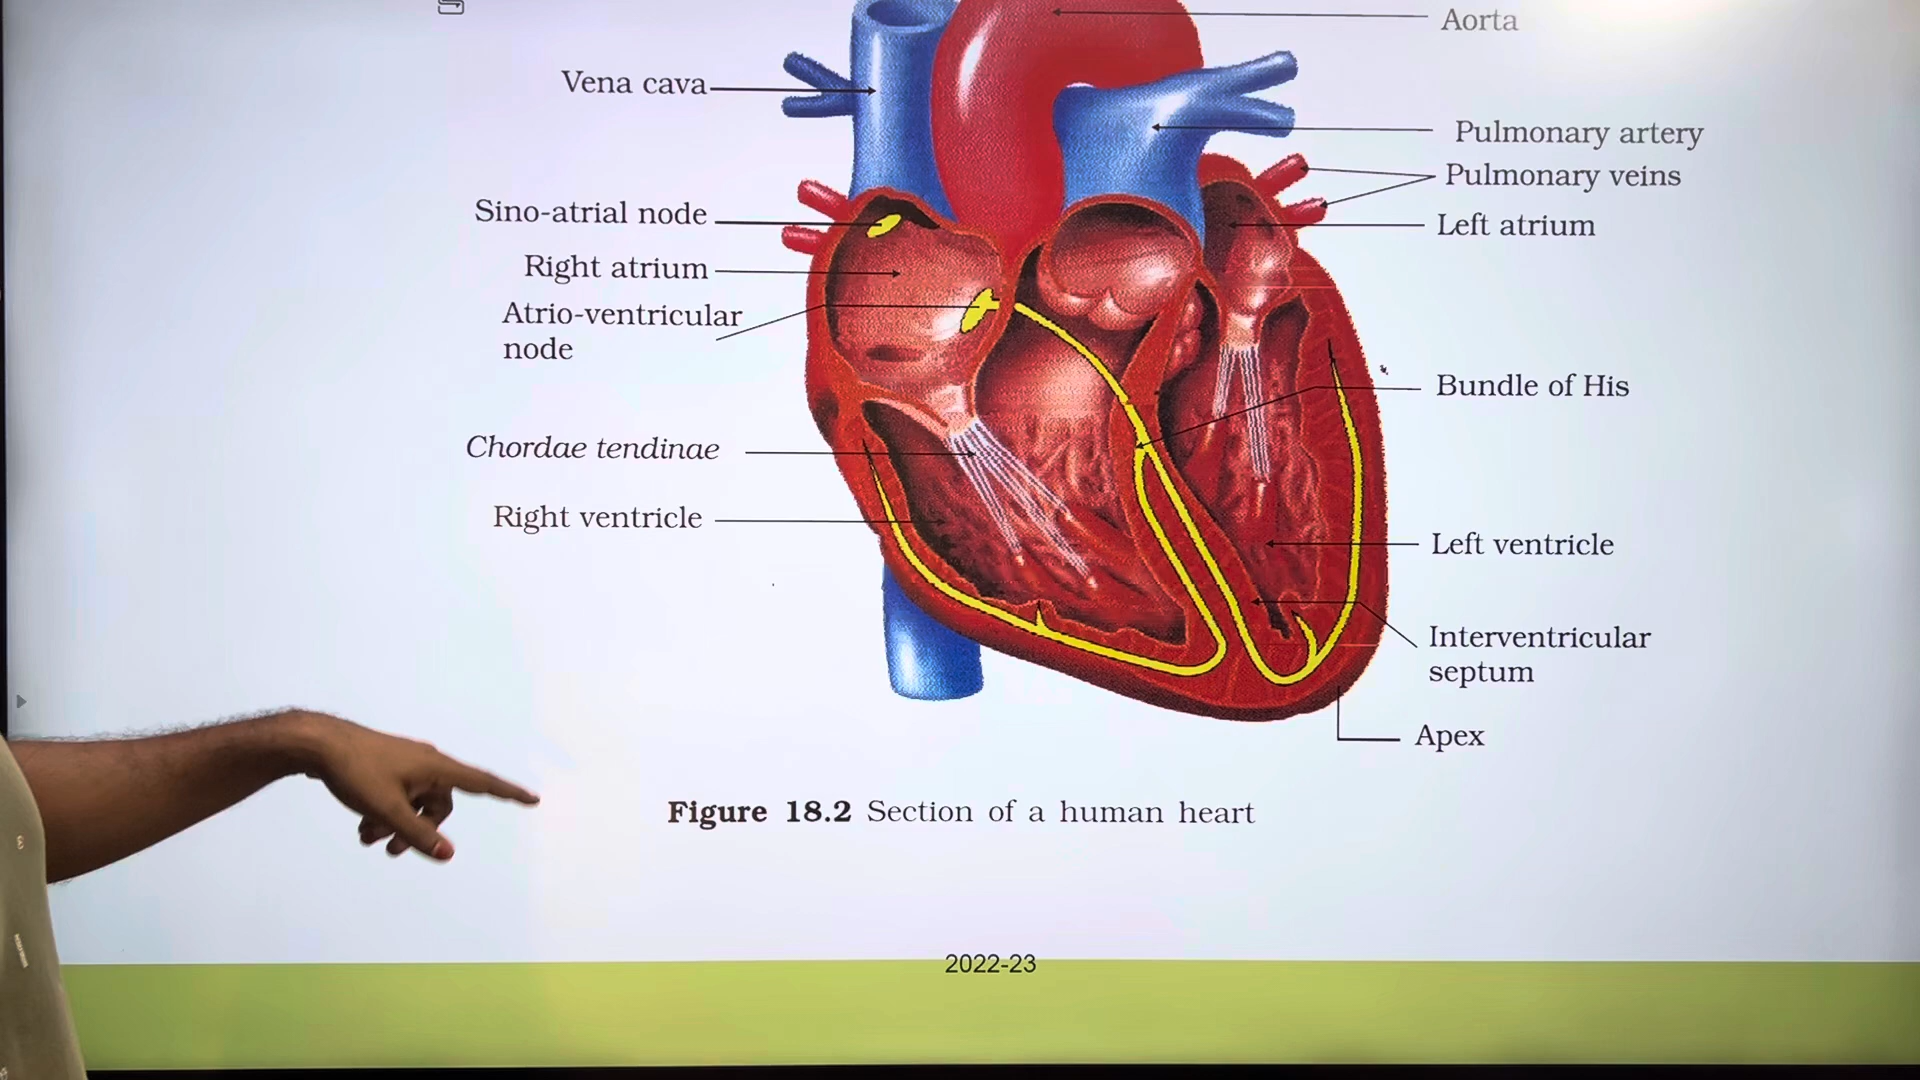 Aorta
Vena cava
Pulmonary artery
Pulmonary veins
Sino-atrial node
Left atrium
Right atrium
Atrio-ventricular
node
Bundle of His
Chordae tendinae
Right ventricle
Left ventricle
Interventricular
septum
Apex
Figure 18.2 Section of a human heart
2022-23